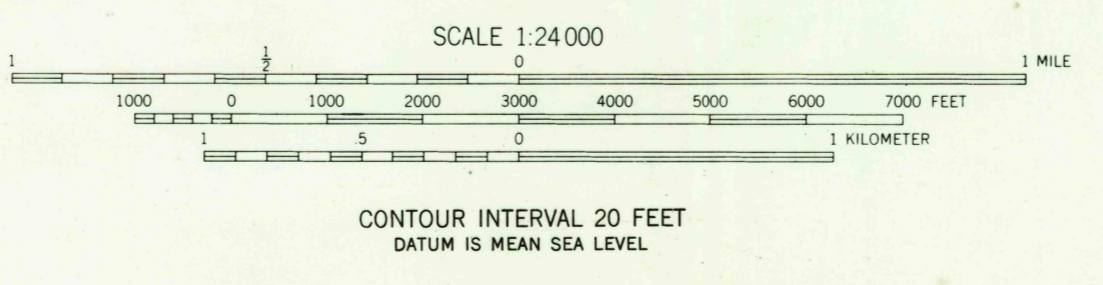 SCALE 1:24 000
1 1/2 0 1 MILE
1000 0 1000 2000 3000 4000 5000 6000 7000 FEET
1 .5 0 1 KILOMETER
CONTOUR INTERVAL 20 FEET
DATUM IS MEAN SEA LEVEL